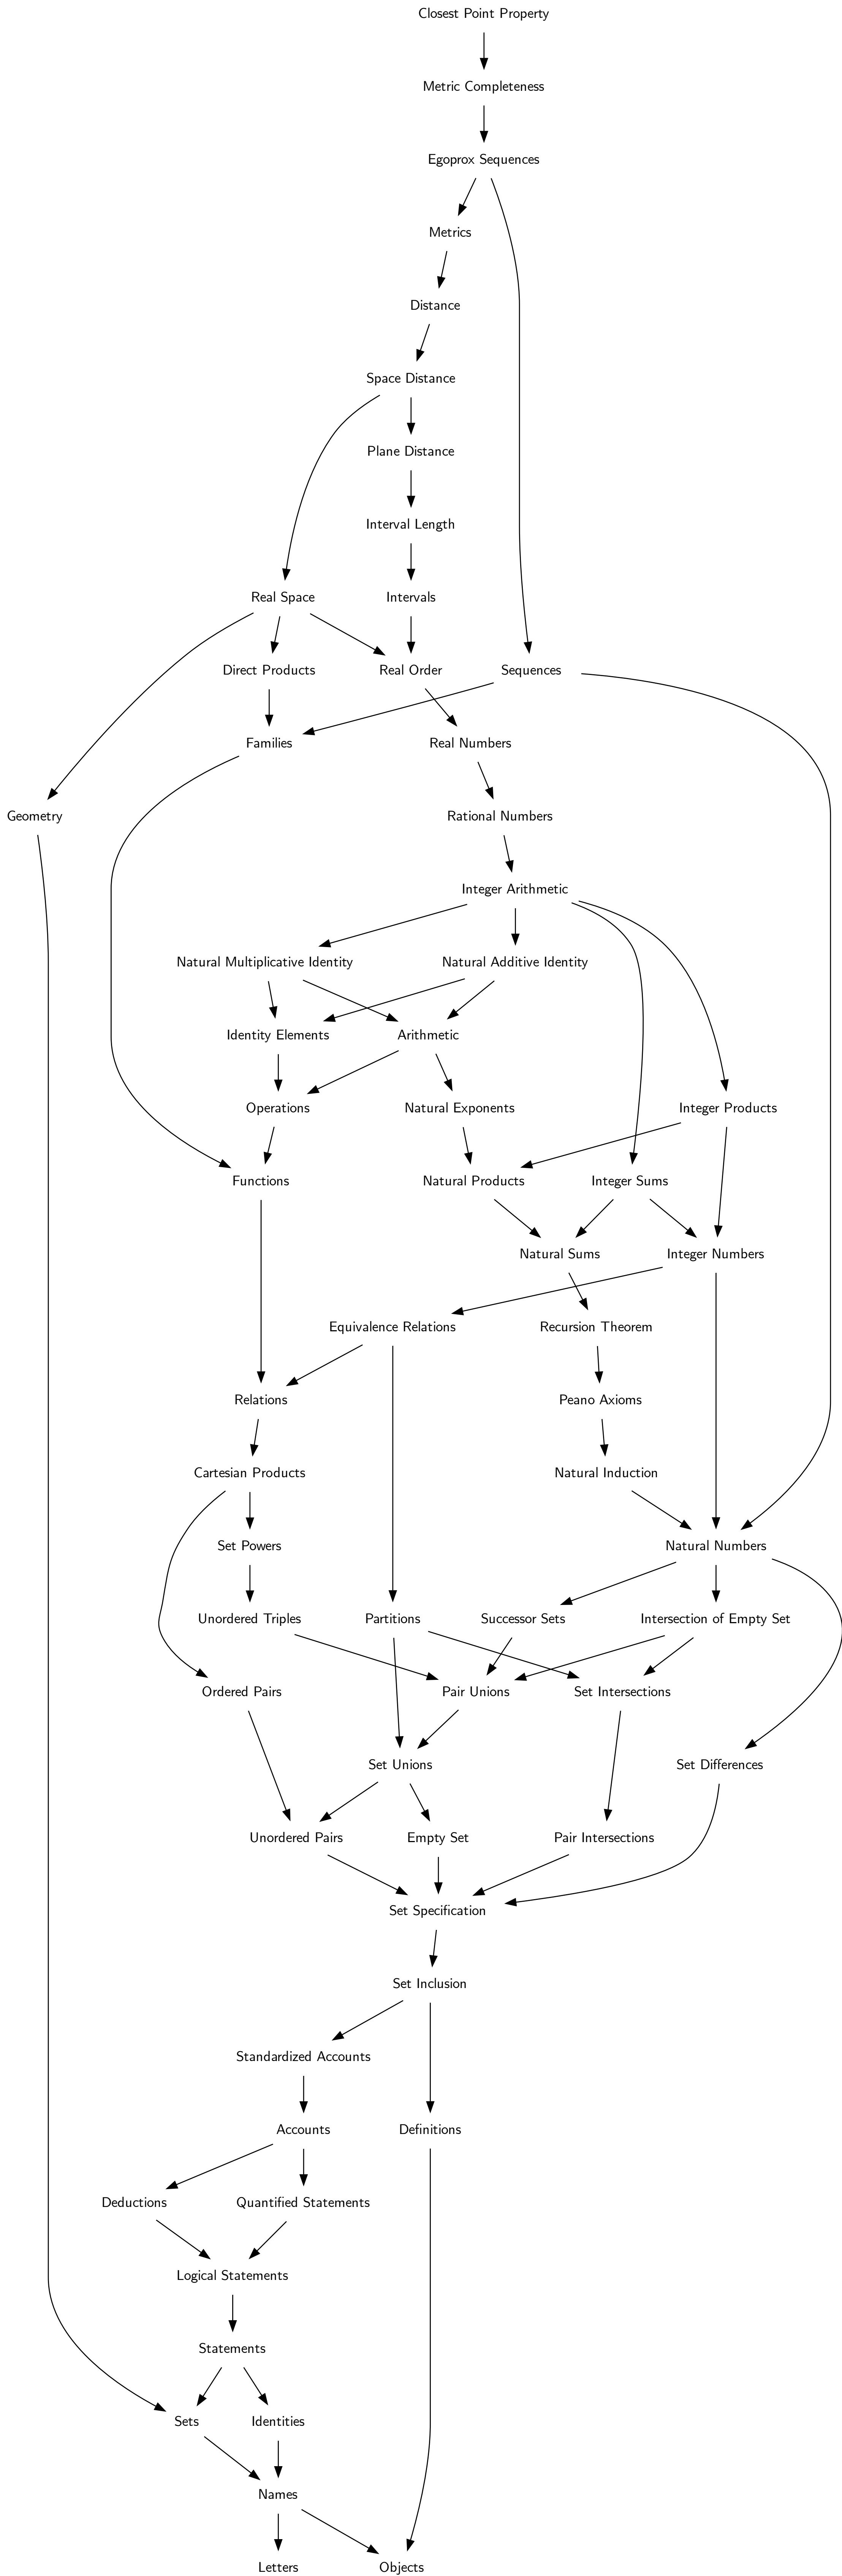 Closest Point Property
Metric Completeness
Egoprox Sequences
Metrics
Distance
Space Distance
Plane Distance
Interval Length
Real Space
Intervals
Direct Products
Real Order
Sequences
Families
Real Numbers
Geometry
Rational Numbers
Integer Arithmetic
Natural Multiplicative Identity
Natural Additive Identity
Identity Elements
Arithmetic
Operations
Natural Exponents
Integer Products
Functions
Natural Products
Integer Sums
Natural Sums
Integer Numbers
Equivalence Relations
Recursion Theorem
Relations
Peano Axioms
Cartesian Products
Natural Induction
Set Powers
Natural Numbers
Unordered Triples
Partitions
Successor Sets
Intersection of Empty Set
Ordered Pairs
Pair Unions
Set Intersections
Set Unions
Set Differences
Unordered Pairs
Empty Set
Pair Intersections
Set Specification
Set Inclusion
Standardized Accounts
Accounts
Definitions
Deductions
Quantified Statements
Logical Statements
Statements
Sets
Identities
Names
Letters
Objects